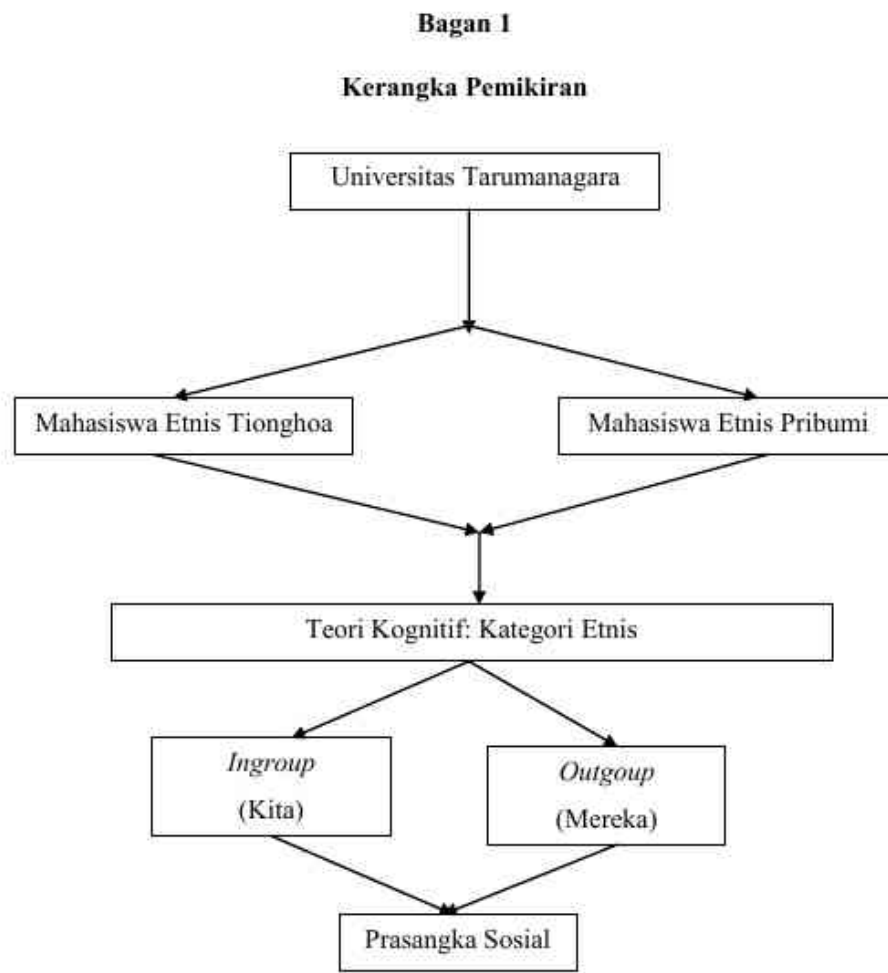 Bagan 1
Kerangka Pemikiran
Universitas Tarumanagara
Mahasiswa Etnis Tionghoa
Mahasiswa Etnis Pribumi
Teori Kognitif: Kategori Etnis
Ingroup
(Kita)
Outgoup
(Mereka)
Prasangka Sosial